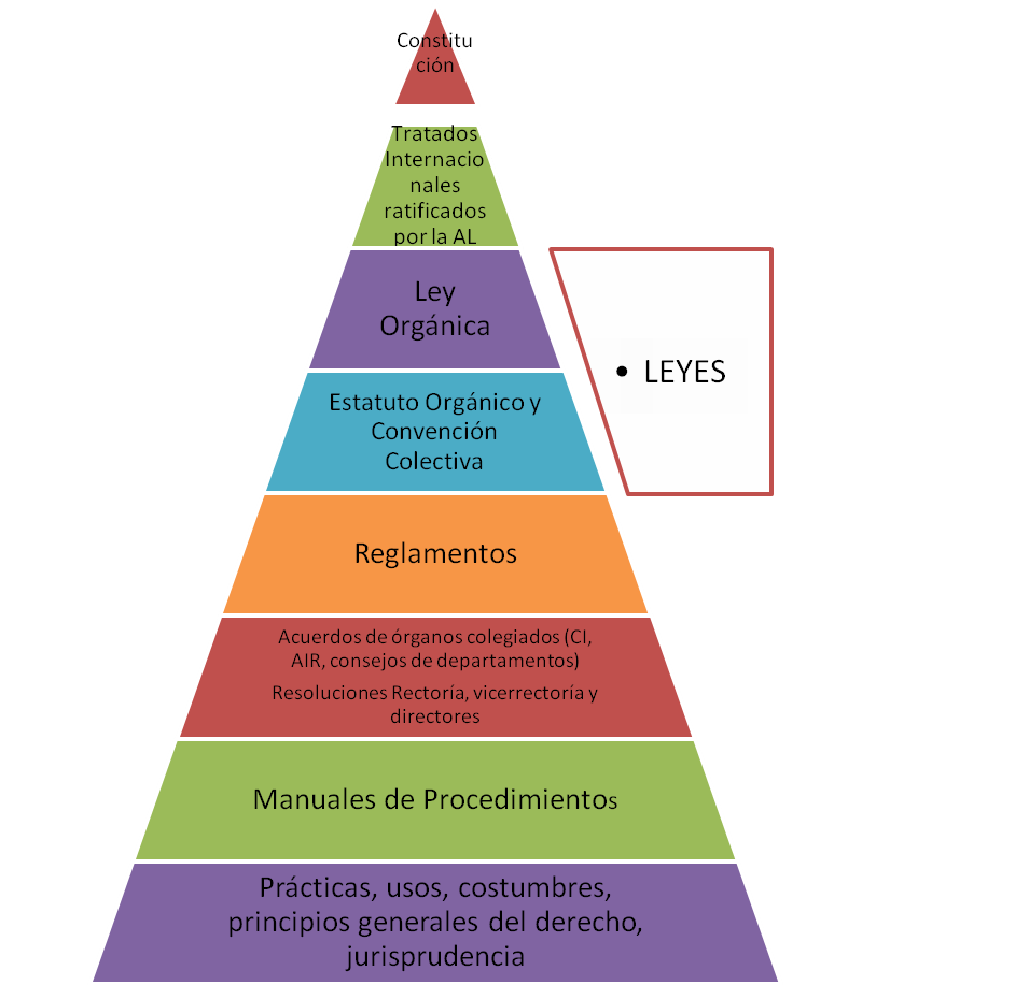 Constitu
ción
Tratados
Internacio
nales
ratificados
por la AL
Ley
Orgánica
• LEYES
Estatuto Orgánico y
Convención
Colectiva
Reglamentos
Acuerdos de órganos colegiados (CI,
AIR, consejos de departamentos)
Resoluciones Rectoría, vicerrectoría y
directores
Manuales de Procedimientos
Prácticas, usos, costumbres,
principios generales del derecho,
jurisprudencia